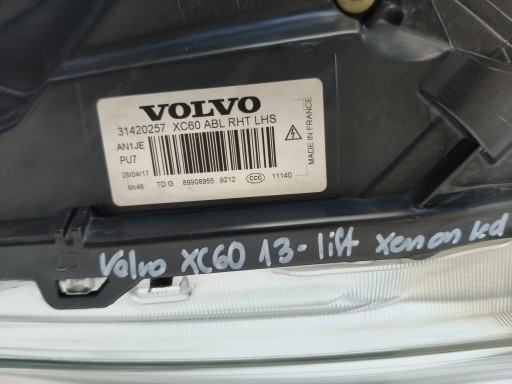 VOLVO
31420257 XC60 ABL RHT LHS
AN1JE
PU7
28/04/17
6h46 TD G 89908955 9212 CCC 11140
MADE IN FRANCE
Volvo XC60 13-lift xenon led